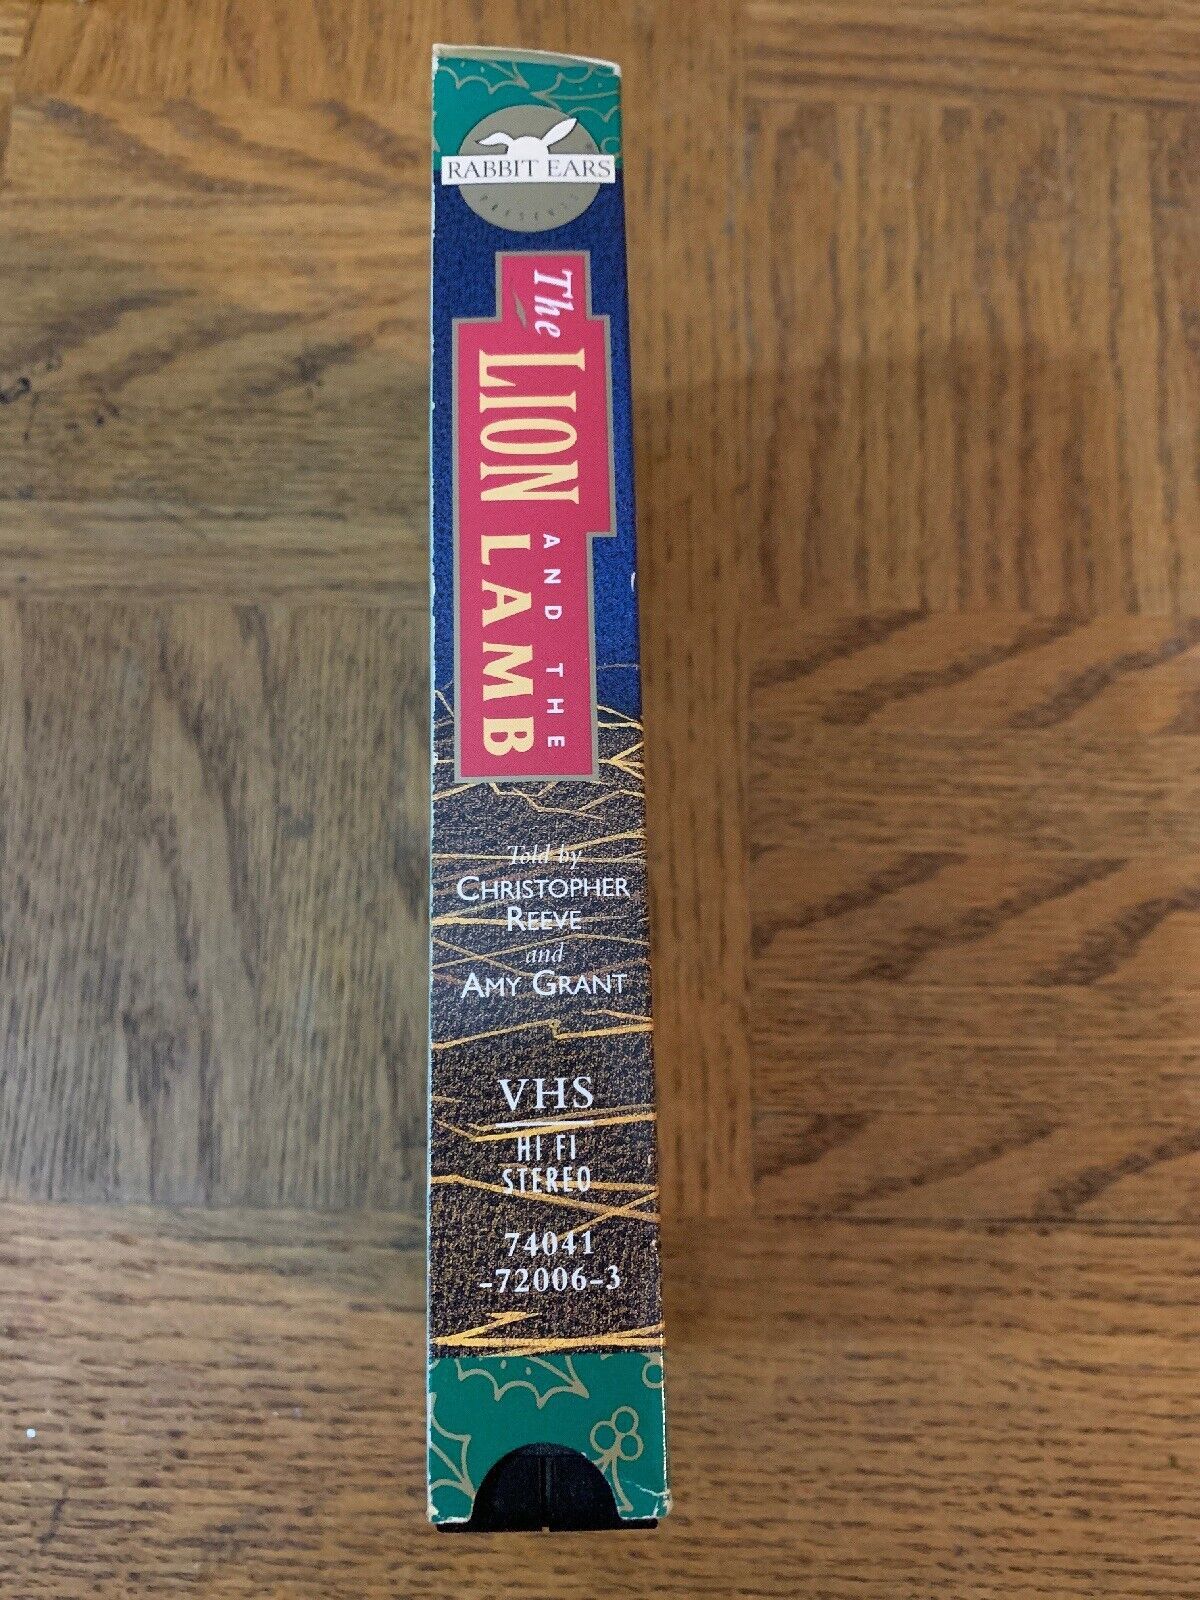 RABBIT EARS
PRESENTS
The
LION
AND THE
LAMB
Told by
CHRISTOPHER
REEVE
and
AMY GRANT
VHS
HI FI
STEREO
74041
-72006-3